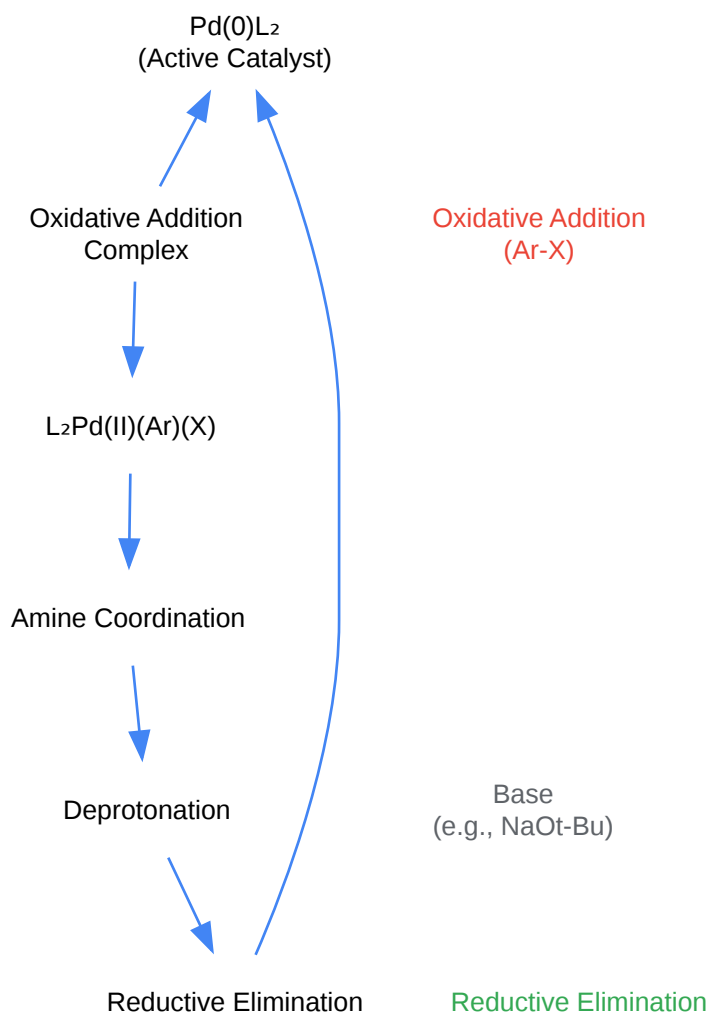 Pd(0)L₂
(Active Catalyst)
Oxidative Addition
Complex
Oxidative Addition
(Ar-X)
L₂Pd(II)(Ar)(X)
Amine Coordination
Deprotonation
Base
(e.g., NaOt-Bu)
Reductive Elimination
Reductive Elimination